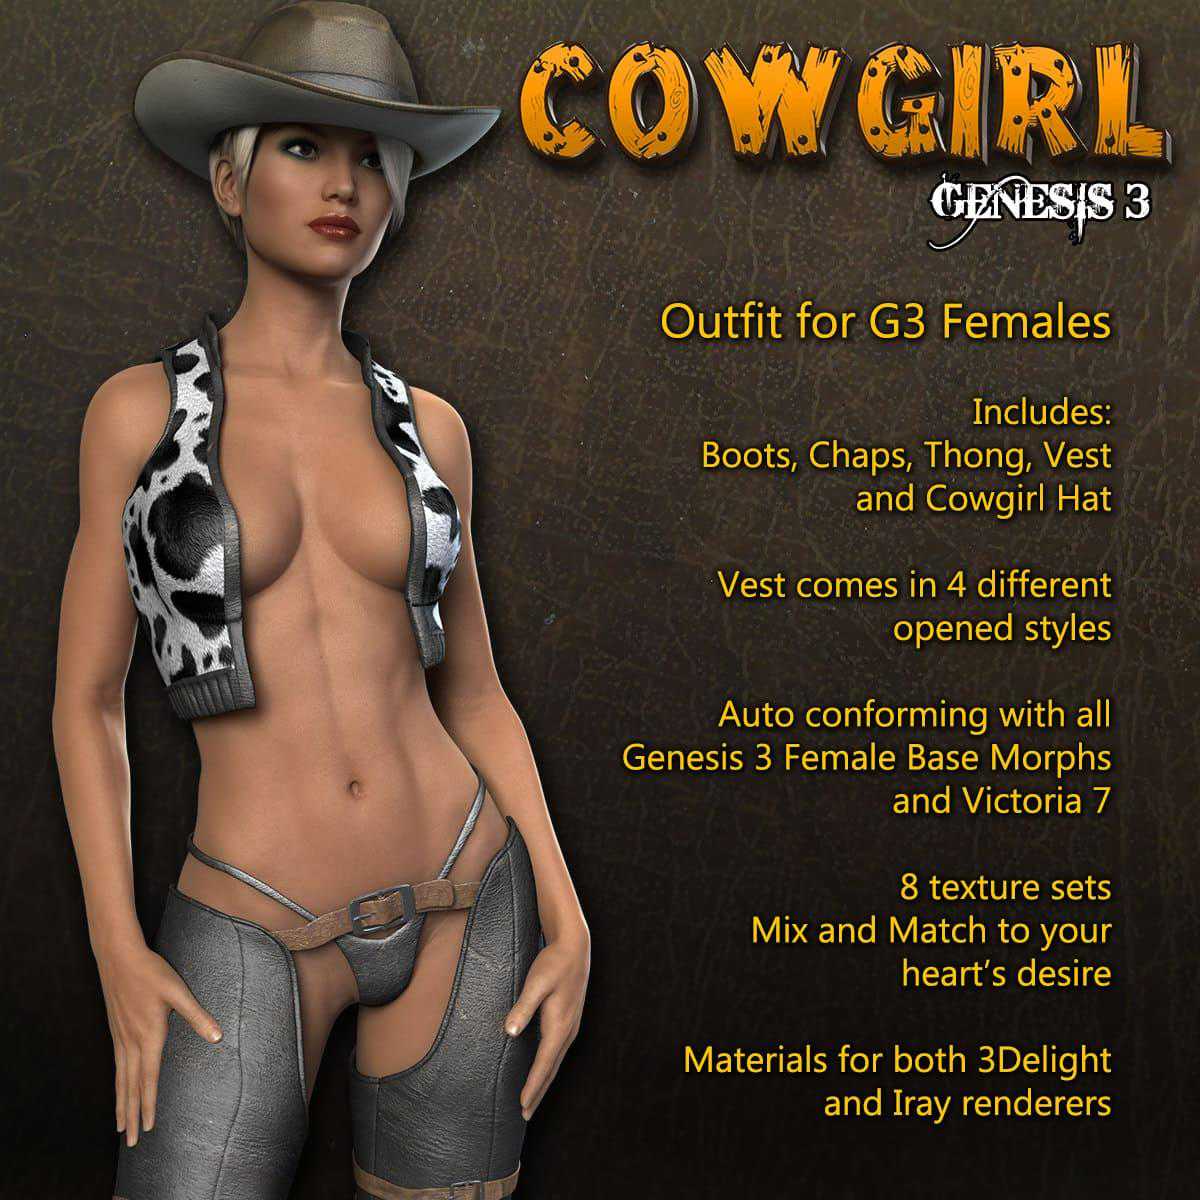 COWGIRL
GENESIS 3
Outfit for G3 Females
Includes:
Boots, Chaps, Thong, Vest
and Cowgirl Hat
Vest comes in 4 different
opened styles
Auto conforming with all
Genesis 3 Female Base Morphs
and Victoria 7
8 texture sets
Mix and Match to your
heart’s desire
Materials for both 3Delight
and Iray renderers